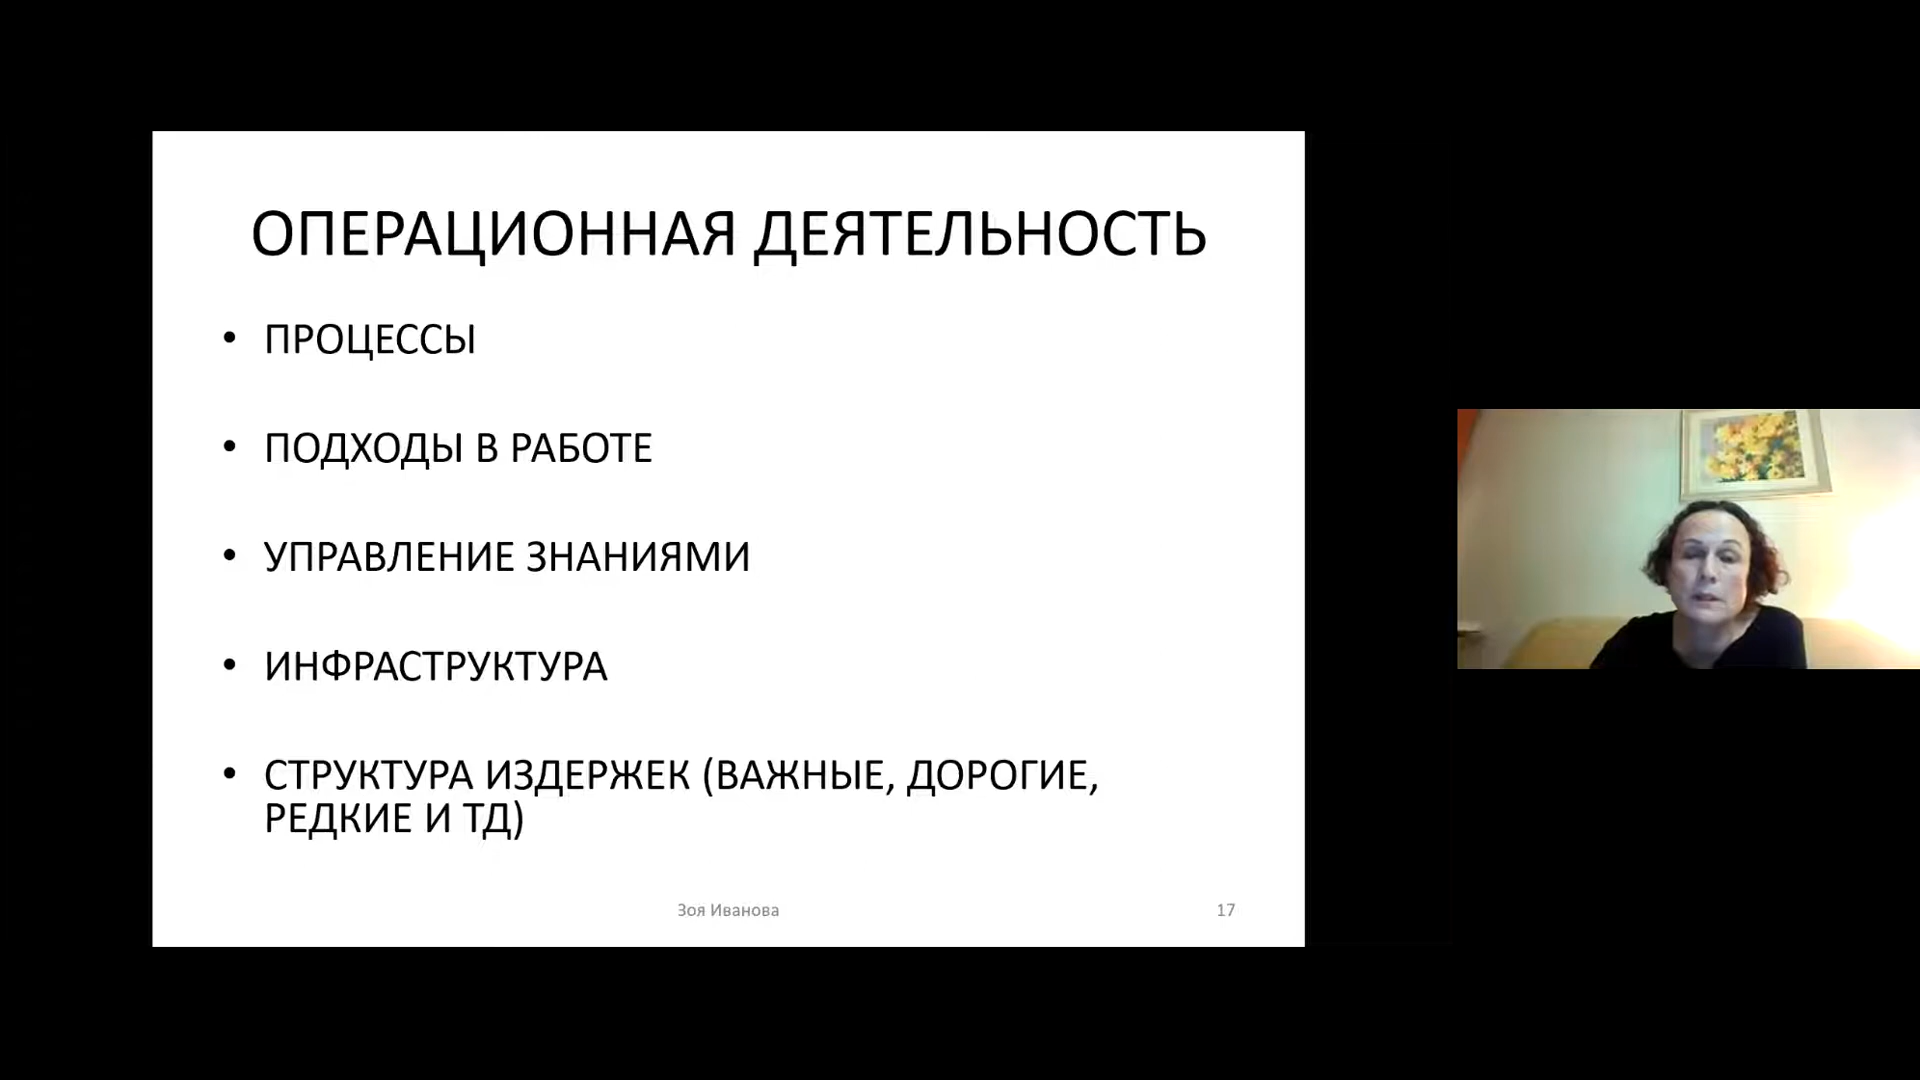 ОПЕРАЦИОННАЯ ДЕЯТЕЛЬНОСТЬ
• ПРОЦЕССЫ
• ПОДХОДЫ В РАБОТЕ
• УПРАВЛЕНИЕ ЗНАНИЯМИ
• ИНФРАСТРУКТУРА
• СТРУКТУРА ИЗДЕРЖЕК (ВАЖНЫЕ, ДОРОГИЕ,
РЕДКИЕ И ТД)
Зоя Иванова
17